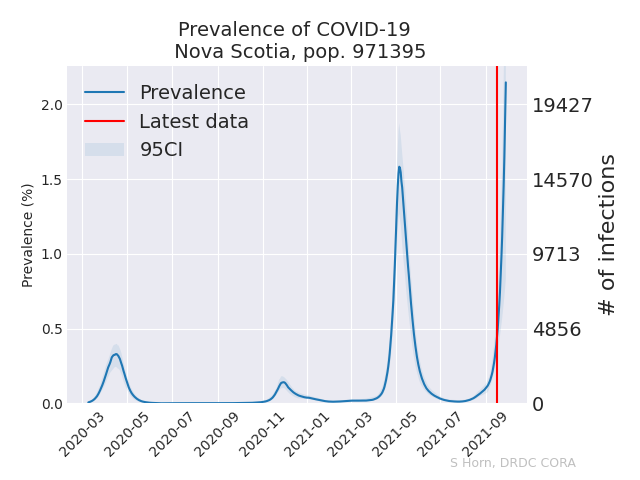 Prevalence of COVID-19
Nova Scotia, pop. 971395
Prevalence
Latest data
95CI
Prevalence (%)
2.0
1.5
1.0
0.5
0.0
19427
14570
9713
4856
0
# of infections
2020-03
2020-05
2020-07
2020-09
2020-11
2021-01
2021-03
2021-05
2021-07
2021-09
S Horn, DRDC CORA